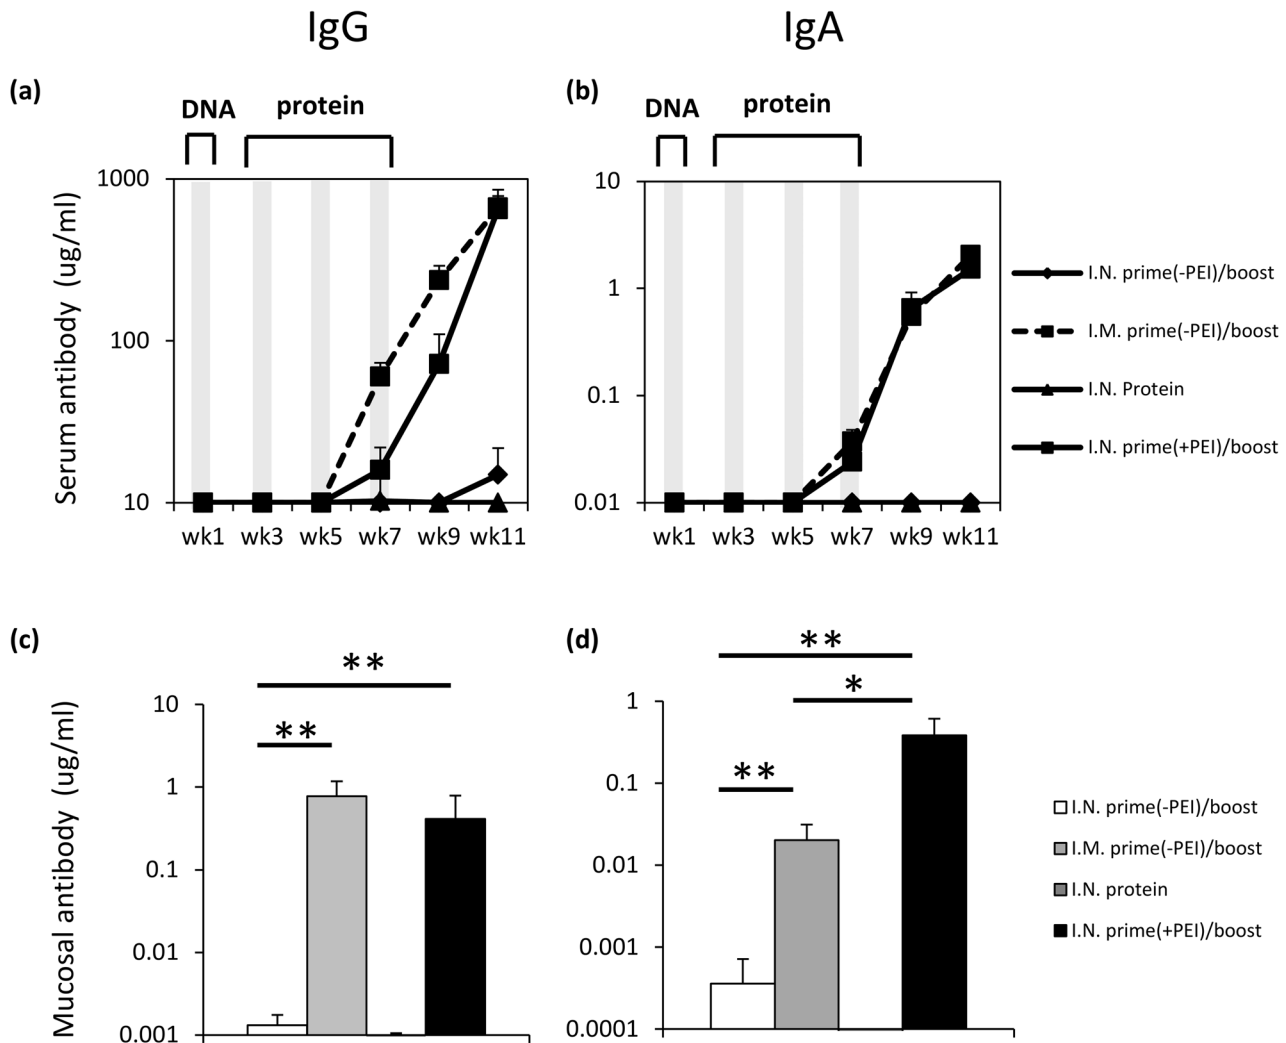 IgG
IgA
(a)
DNA
protein
(b)
DNA
protein
Serum antibody (ug/ml)
1000
100
10
wk1 wk3 wk5 wk7 wk9 wk11
10
1
0.1
0.01
wk1 wk3 wk5 wk7 wk9 wk11
I.N. prime(-PEI)/boost
I.M. prime(-PEI)/boost
I.N. Protein
I.N. prime(+PEI)/boost
(c)
**
**
Mucosal antibody (ug/ml)
10
1
0.1
0.01
0.001
(d)
**
*
**
1
0.1
0.01
0.001
0.0001
I.N. prime(-PEI)/boost
I.M. prime(-PEI)/boost
I.N. protein
I.N. prime(+PEI)/boost